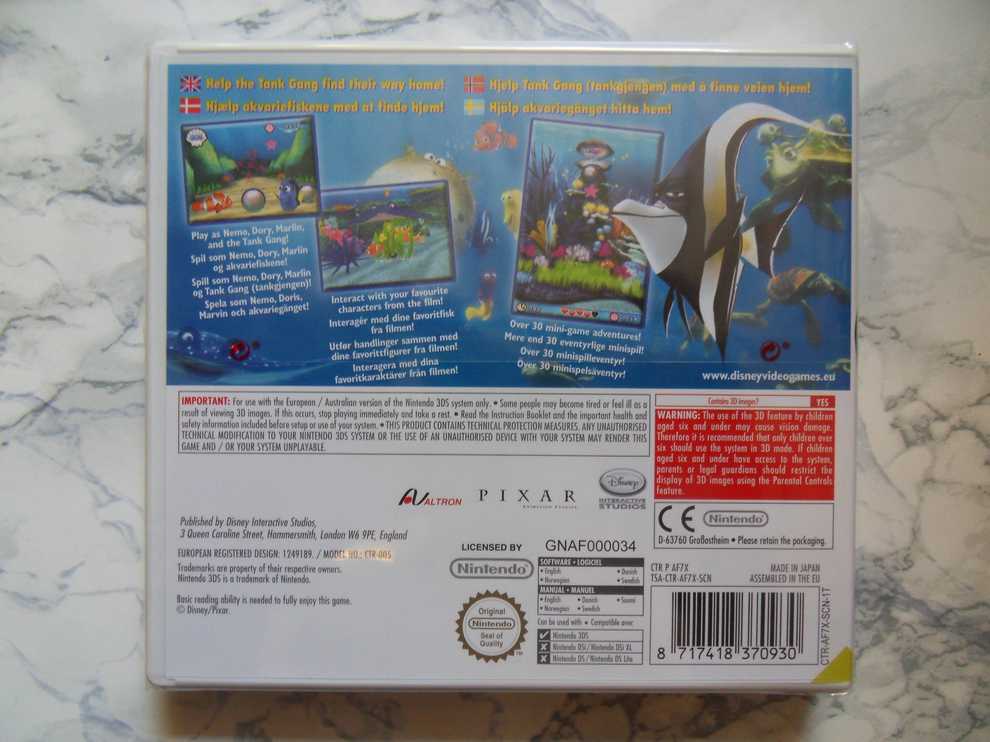 Help the Tank Gang find their way home!
Hjælp akvariefiskene med at finde hjem!
Hjelp Tank Gang (tankgjengen) med å finne veien hjem!
Hjälp akvariegänget hitta hem!
Play as Nemo, Dory, Marlin,
and the Tank Gang!
Spil som Nemo, Dory, Marlin
og akvariefiskene!
Spill som Nemo, Dory, Marlin
og Tank Gang (tankgjengen)!
Spela som Nemo, Doris,
Marvin och akvariegänget!
Interact with your favourite
characters from the film!
Interagér med dine favoritfisk
fra filmen!
Utfør handlinger sammen med
dine favorittfigurer fra filmen!
Interagera med dina
favoritkaraktärer från filmen!
Over 30 mini-game adventures!
Mere end 30 eventyrlige minispil!
Over 30 minispilleventyr!
Över 30 minispelsäventyr!
www.disneyvideogames.eu
IMPORTANT: For use with the European / Australian version of the Nintendo 3DS system only. • Some people may become tired or feel ill as a
result of viewing 3D images. If this occurs, stop playing immediately and take a rest. • Read the Instruction Booklet and the important health and
safety information included before setup or use of your system. • THIS PRODUCT CONTAINS TECHNICAL PROTECTION MEASURES. ANY UNAUTHORISED
TECHNICAL MODIFICATION TO YOUR NINTENDO 3DS SYSTEM OR THE USE OF AN UNAUTHORISED DEVICE WITH YOUR SYSTEM MAY RENDER THIS
GAME AND / OR YOUR SYSTEM UNPLAYABLE.
Contains 3D images? YES
WARNING: The use of the 3D feature by children
aged six and under may cause vision damage.
Therefore it is recommended that only children over
six should use the system in 3D mode. If children
aged six and under have access to the system,
parents or legal guardians should restrict the
display of 3D images using the Parental Controls
feature.
ALTRON
PIXAR
ANIMATION STUDIOS
Disney
INTERACTIVE
STUDIOS
CE Nintendo
D-63760 Großostheim • Please retain the packaging.
Published by Disney Interactive Studios,
3 Queen Caroline Street, Hammersmith, London W6 9PE, England
EUROPEAN REGISTERED DESIGN: 1249189. / MODEL NO.: CTR-005
Trademarks are property of their respective owners.
Nintendo 3DS is a trademark of Nintendo.
Basic reading ability is needed to fully enjoy this game.
© Disney/Pixar.
LICENSED BY
Nintendo
GNAF000034
Original
Nintendo
Seal of
Quality
TM
SOFTWARE • LOGICIEL
• English • Danish
• Norwegian • Swedish
MANUAL • MANUEL
• English • Danish • Suomi
• Norwegian • Swedish
Can be used with • Compatible avec:
Nintendo 3DS
Nintendo DSi / Nintendo DSi XL
Nintendo DS / Nintendo DS Lite
CTR P AF7X MADE IN JAPAN
TSA-CTR-AF7X-SCN ASSEMBLED IN THE EU
8 717418 370930
CTR-AF7X-SCN-1T